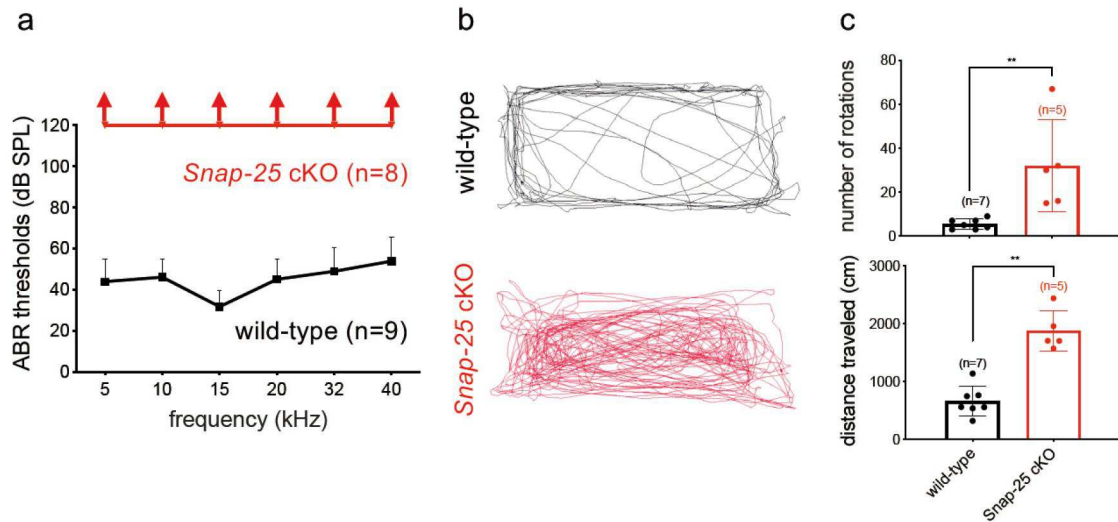 a
120
100
80
60
40
20
0
ABR thresholds (dB SPL)
Snap-25 cKO (n=8)
wild-type (n=9)
5 10 15 20 32 40
frequency (kHz)
b
wild-type
Snap-25 cKO
c
80
60
40
20
0
number of rotations
**
(n=7)
(n=5)
3000
2000
1000
0
distance traveled (cm)
**
(n=7)
(n=5)
wild-type
Snap-25 cKO